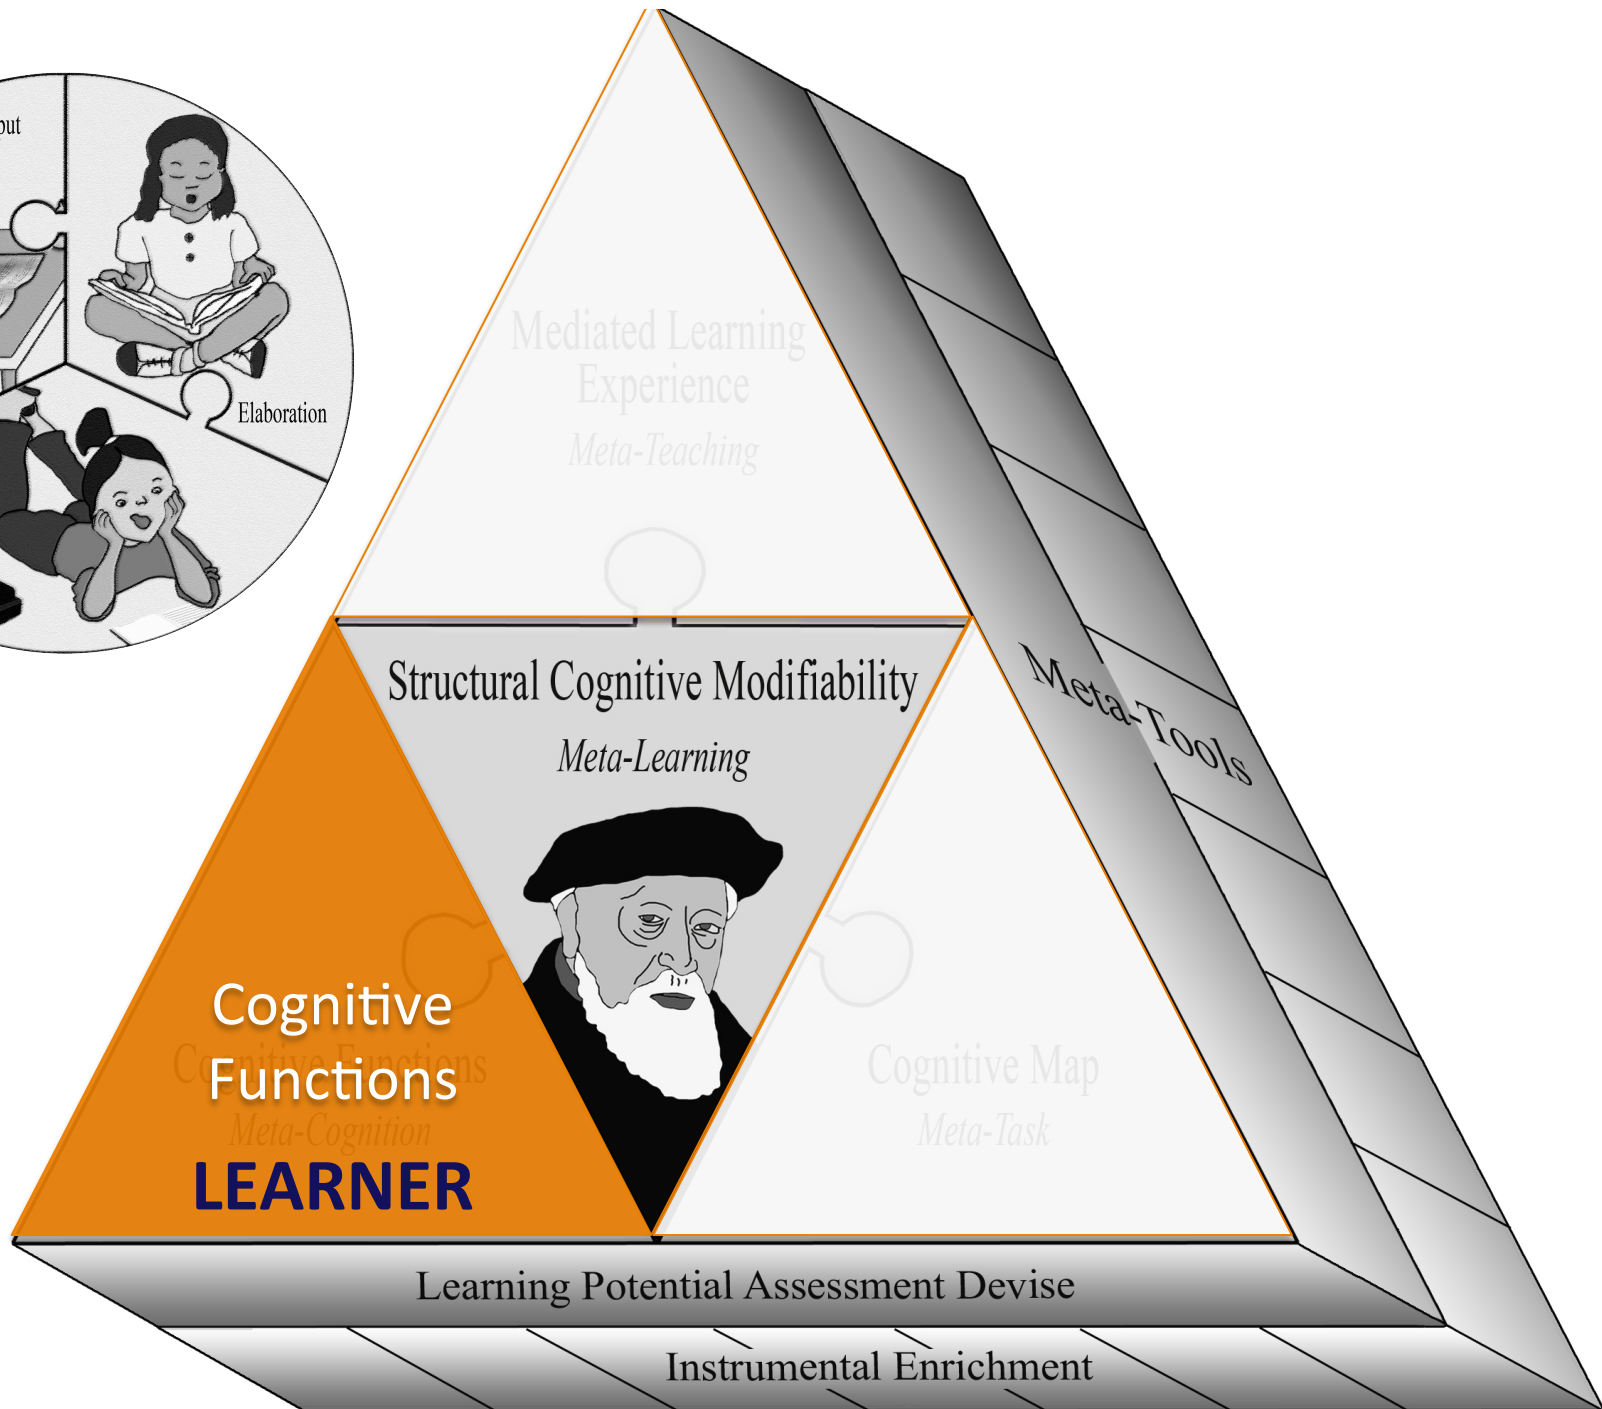 put
Elaboration
Mediated Learning
Experience
Meta-Teaching
Structural Cognitive Modifiability
Meta-Learning
Meta-Tools
Cognitive
Functions
Cognitive Functions
Meta-Cognition
LEARNER
Cognitive Map
Meta-Task
Learning Potential Assessment Devise
Instrumental Enrichment